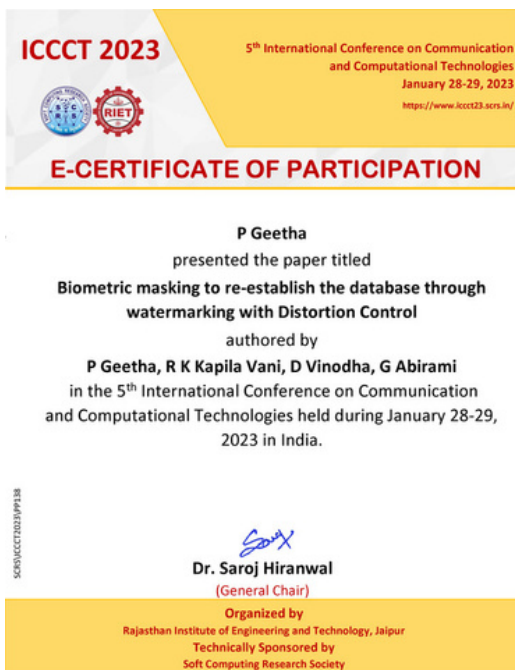 ICCCT 2023
5th International Conference on Communication
and Computational Technologies
January 28-29, 2023
https://www.iccct23.scrs.in/
RIET
E-CERTIFICATE OF PARTICIPATION
P Geetha
presented the paper titled
Biometric masking to re-establish the database through
watermarking with Distortion Control
authored by
P Geetha, R K Kapila Vani, D Vinodha, G Abirami
in the 5th International Conference on Communication
and Computational Technologies held during January 28-29,
2023 in India.
SCRS\ICCCT2023\PP138
Dr. Saroj Hiranwal
(General Chair)
Organized by
Rajasthan Institute of Engineering and Technology, Jaipur
Technically Sponsored by
Soft Computing Research Society